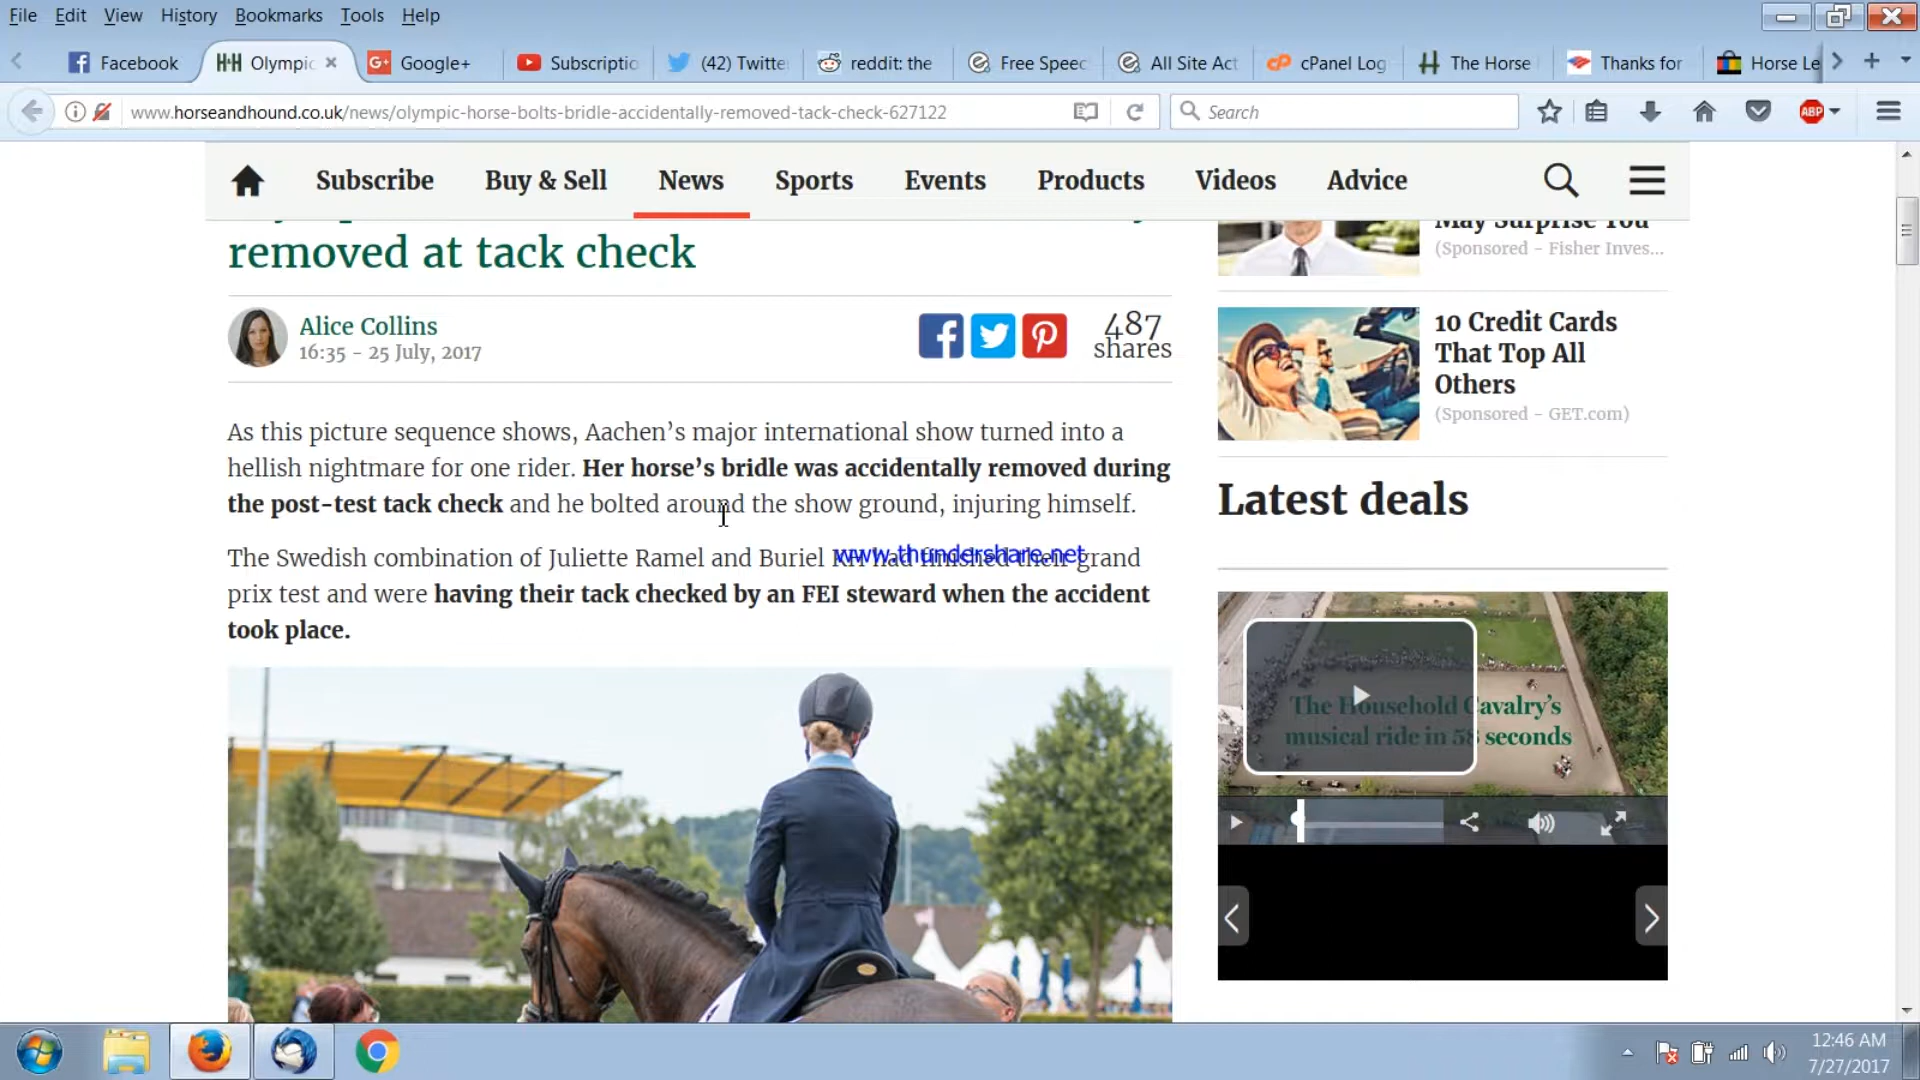 File Edit View History Bookmarks Tools Help
Facebook
Olympic
Google+
Subscriptio
(42) Twitte
reddit: the
Free Speec
All Site Act
cPanel Log
The Horse
Thanks for
Horse Le
www.horseandhound.co.uk/news/olympic-horse-bolts-bridle-accidentally-removed-tack-check-627122
Search
ABP
Subscribe Buy & Sell News Sports Events Products Videos Advice
removed at tack check
Alice Collins
16:35 - 25 July, 2017
487
shares
As this picture sequence shows, Aachen's major international show turned into a
hellish nightmare for one rider. Her horse's bridle was accidentally removed during
the post-test tack check and he bolted around the show ground, injuring himself.
The Swedish combination of Juliette Ramel and Buriel KH had finished their grand
www.thundershare.net
prix test and were having their tack checked by an FEI steward when the accident
took place.
May Surprise You
(Sponsored - Fisher Inves...
10 Credit Cards
That Top All
Others
(Sponsored - GET.com)
Latest deals
The Household Cavalry's
musical ride in 58 seconds
12:46 AM
7/27/2017